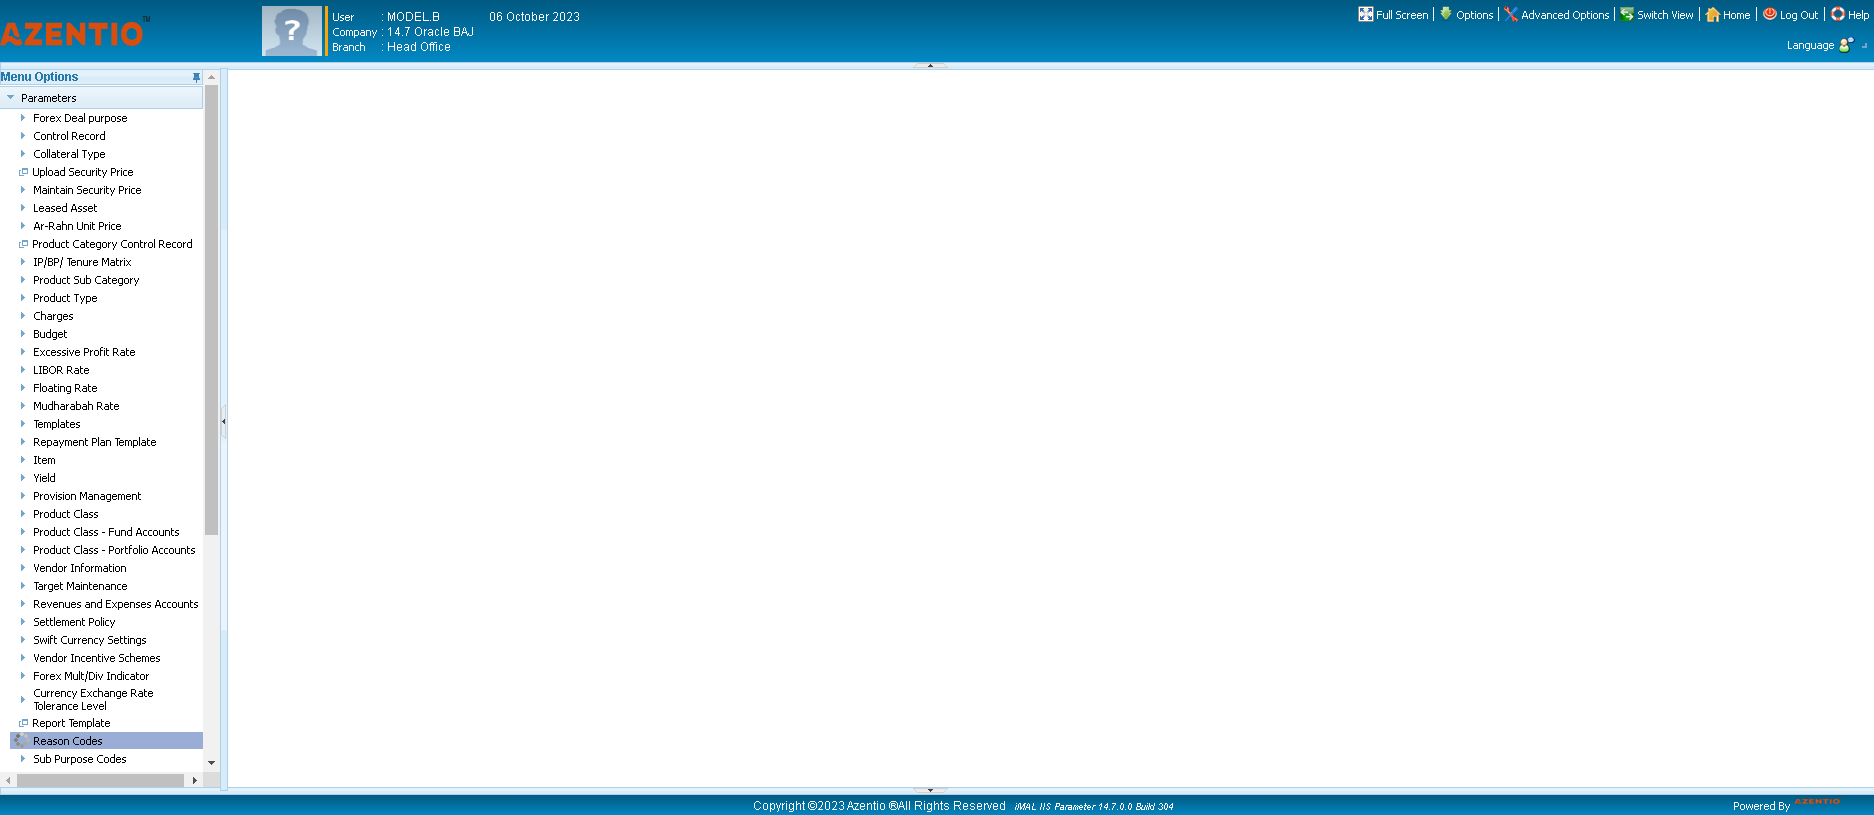 AZENTIO™
User : MODEL.B 06 October 2023
Company : 14.7 Oracle BAJ
Branch : Head Office
Full Screen | Options | Advanced Options | Switch View | Home | Log Out | Help
Language
Menu Options
Parameters
Forex Deal purpose
Control Record
Collateral Type
Upload Security Price
Maintain Security Price
Leased Asset
Ar-Rahn Unit Price
Product Category Control Record
IP/BP/ Tenure Matrix
Product Sub Category
Product Type
Charges
Budget
Excessive Profit Rate
LIBOR Rate
Floating Rate
Mudharabah Rate
Templates
Repayment Plan Template
Item
Yield
Provision Management
Product Class
Product Class - Fund Accounts
Product Class - Portfolio Accounts
Vendor Information
Target Maintenance
Revenues and Expenses Accounts
Settlement Policy
Swift Currency Settings
Vendor Incentive Schemes
Forex Mult/Div Indicator
Currency Exchange Rate
Tolerance Level
Report Template
Reason Codes
Sub Purpose Codes
Copyright ©2023 Azentio ®All Rights Reserved iMAL IIS Parameter 14.7.0.0 Build 304
Powered By AZENTIO